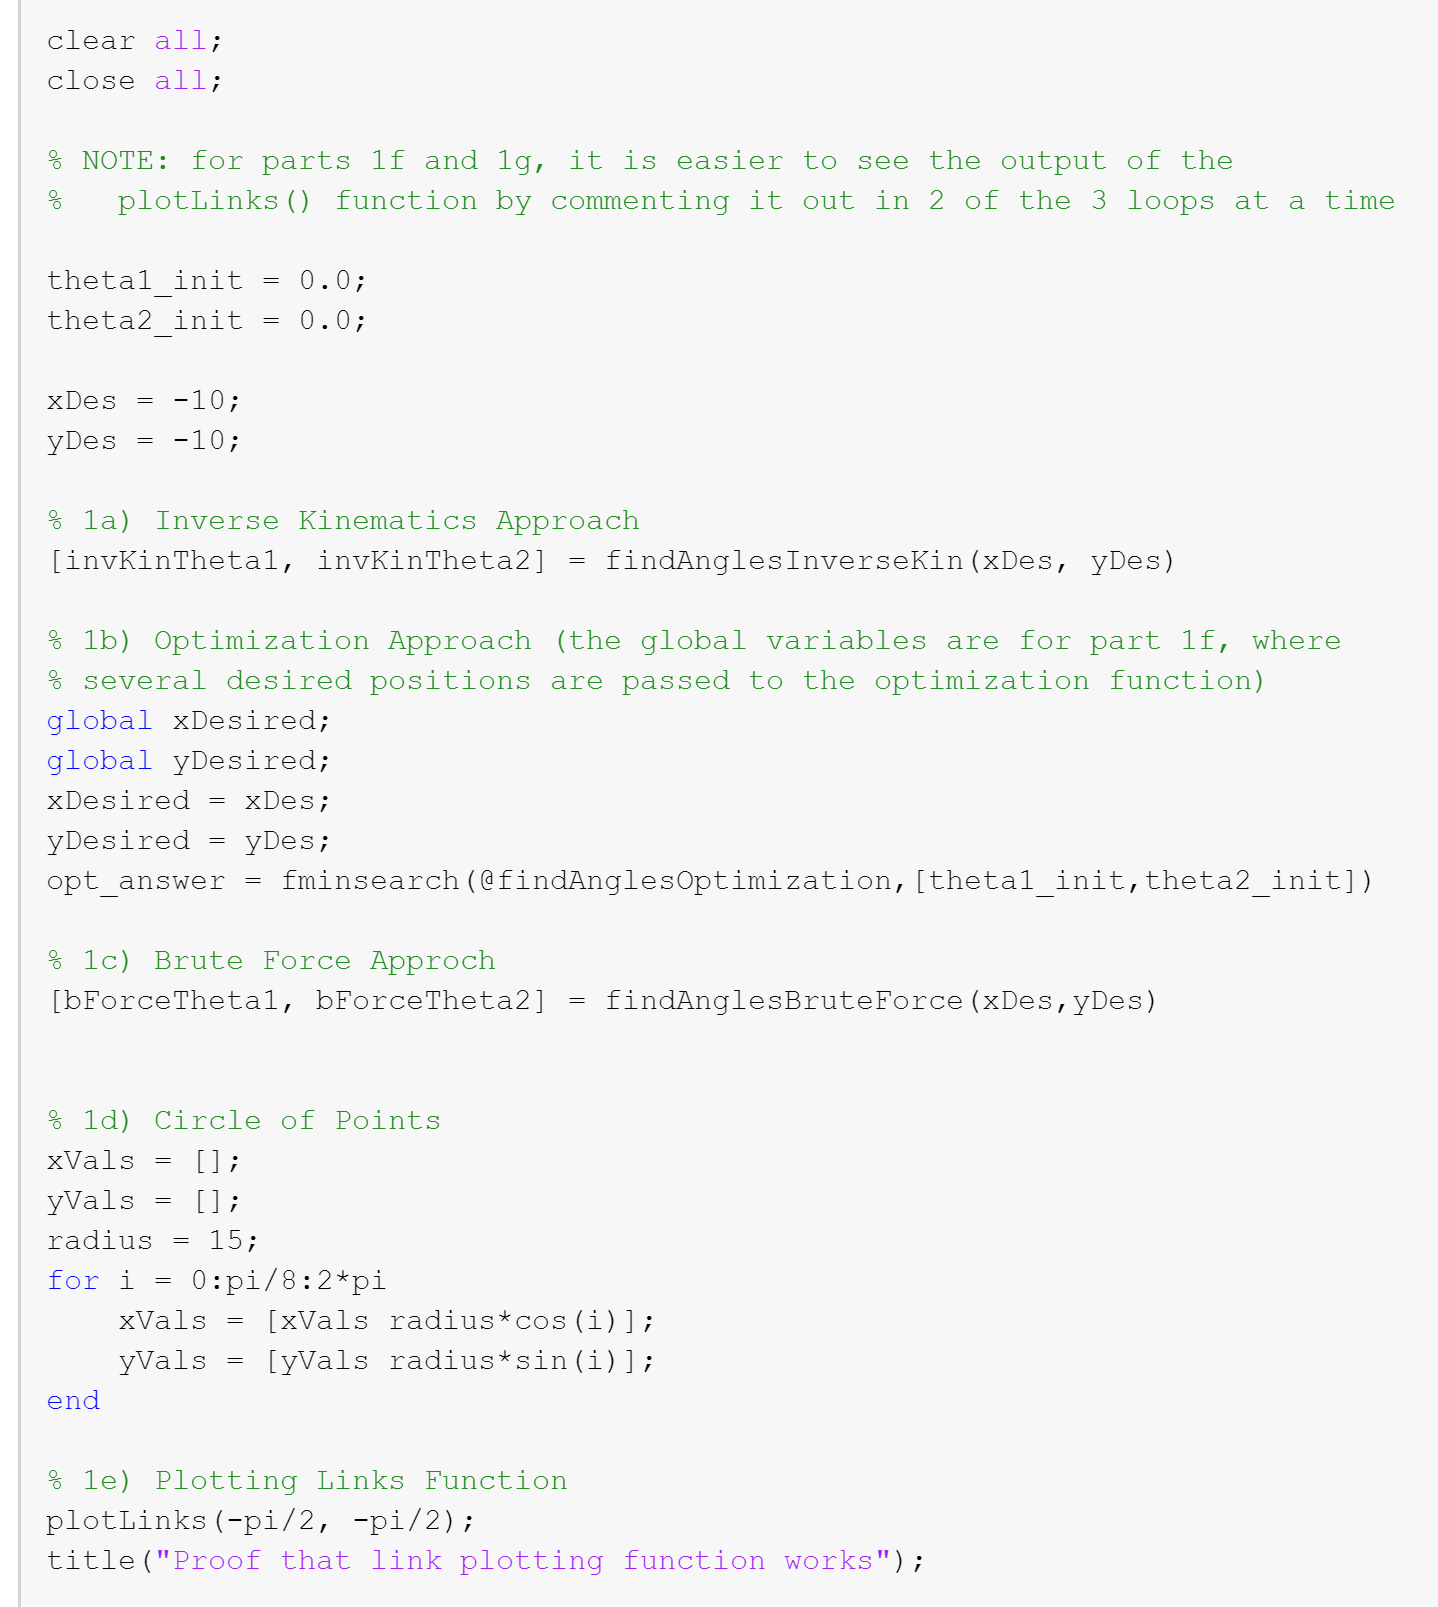 clear all;
close all;
% NOTE: for parts 1f and 1g, it is easier to see the output of the
%   plotLinks() function by commenting it out in 2 of the 3 loops at a time
theta1_init = 0.0;
theta2_init = 0.0;
xDes = -10;
yDes = -10;
% 1a) Inverse Kinematics Approach
[invKinTheta1, invKinTheta2] = findAnglesInverseKin(xDes, yDes)
% 1b) Optimization Approach (the global variables are for part 1f, where
% several desired positions are passed to the optimization function)
global xDesired;
global yDesired;
xDesired = xDes;
yDesired = yDes;
opt_answer = fminsearch(@findAnglesOptimization,[theta1_init,theta2_init])
% 1c) Brute Force Approch
[bForceTheta1, bForceTheta2] = findAnglesBruteForce(xDes,yDes)
% 1d) Circle of Points
xVals = [];
yVals = [];
radius = 15;
for i = 0:pi/8:2*pi
    xVals = [xVals radius*cos(i)];
    yVals = [yVals radius*sin(i)];
end
% 1e) Plotting Links Function
plotLinks(-pi/2, -pi/2);
title("Proof that link plotting function works");